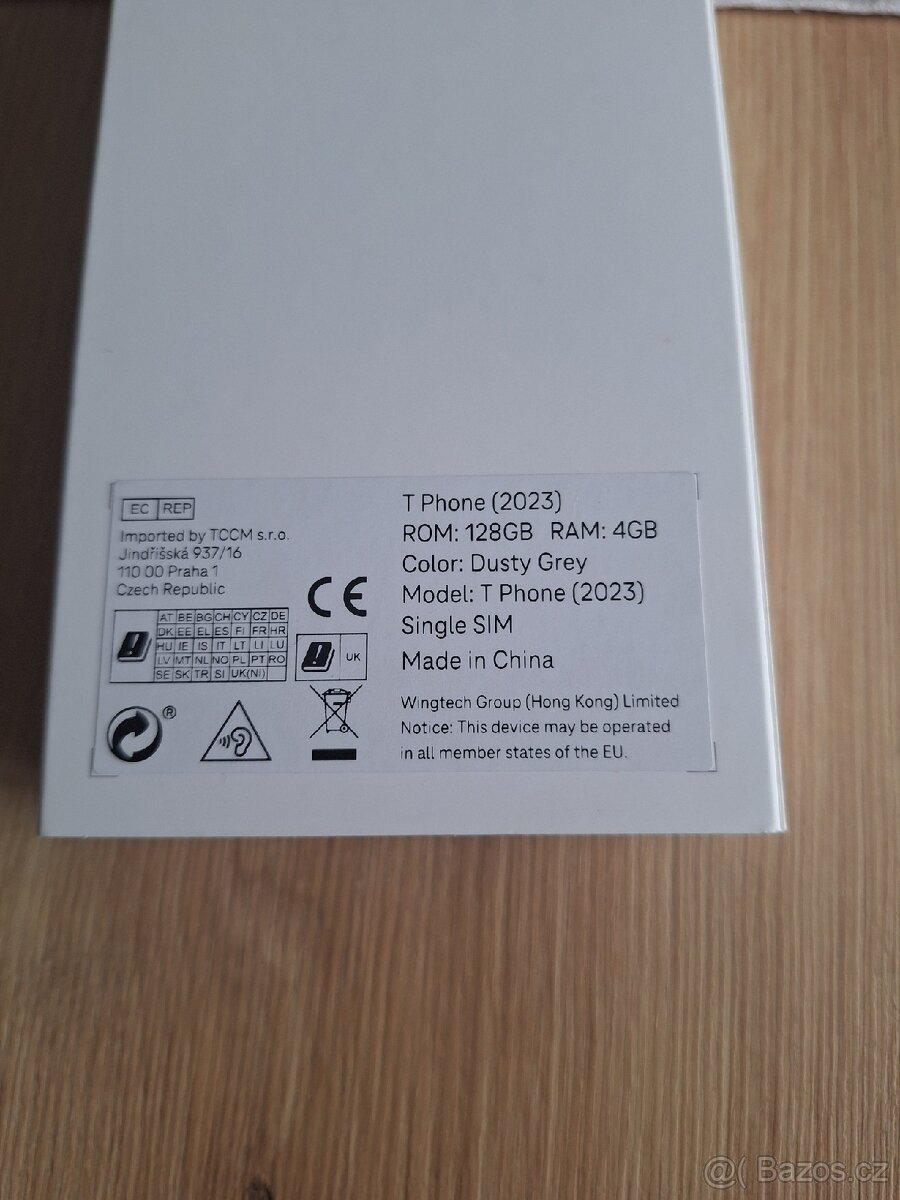 EC REP
Imported by TCCM s.r.o.
Jindřišská 937/16
110 00 Praha 1
Czech Republic
CE
AT BE BG CH CY CZ DE
DK EE EL ES FI FR HR
HU IE IS IT LT LI LU
LV MT NL NO PL PT RO
SE SK TR SI UK(NI)
UK
®
T Phone (2023)
ROM: 128GB RAM: 4GB
Color: Dusty Grey
Model: T Phone (2023)
Single SIM
Made in China
Wingtech Group (Hong Kong) Limited
Notice: This device may be operated
in all member states of the EU.
@( Bazos.cz